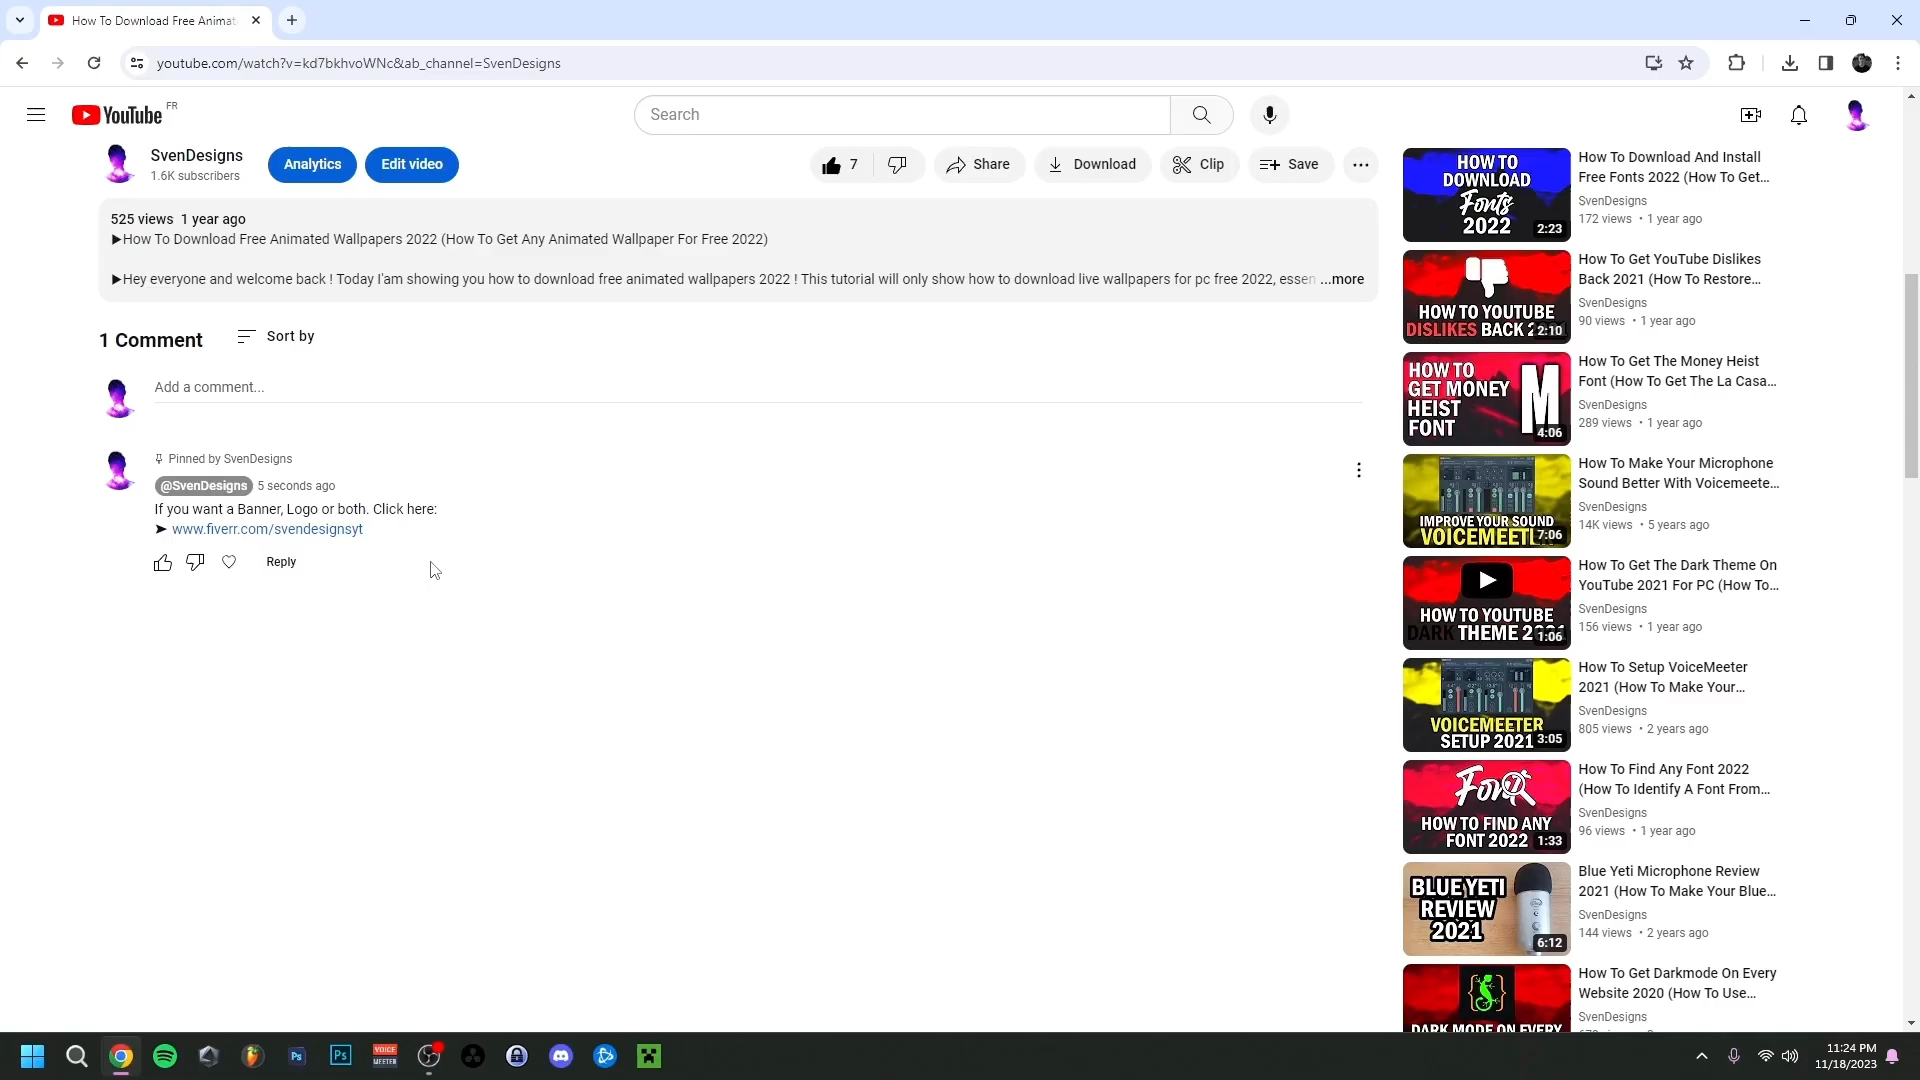 How To Download Free Animat
youtube.com/watch?v=kd7bkhvoWNc&ab_channel=SvenDesigns
YouTube FR
Search
SvenDesigns
1.6K subscribers
Analytics
Edit video
7
Share
Download
Clip
Save
525 views 1 year ago
▶How To Download Free Animated Wallpapers 2022 (How To Get Any Animated Wallpaper For Free 2022)
▶Hey everyone and welcome back ! Today I'am showing you how to download free animated wallpapers 2022 ! This tutorial will only show how to download live wallpapers for pc free 2022, essen ...more
1 Comment
Sort by
Add a comment...
Pinned by SvenDesigns
@SvenDesigns 5 seconds ago
If you want a Banner, Logo or both. Click here:
➤ www.fiverr.com/svendesignsyt
Reply
HOW TO
DOWNLOAD
Fonts
2022
2:23
How To Download And Install
Free Fonts 2022 (How To Get...
SvenDesigns
172 views • 1 year ago
HOW TO YOUTUBE
DISLIKES BACK
2:10
How To Get YouTube Dislikes
Back 2021 (How To Restore...
SvenDesigns
90 views • 1 year ago
HOW TO
GET MONEY
HEIST
FONT
M
4:06
How To Get The Money Heist
Font (How To Get The La Casa...
SvenDesigns
289 views • 1 year ago
IMPROVE YOUR SOUND
VOICEMEETER
7:06
How To Make Your Microphone
Sound Better With Voicemeete...
SvenDesigns
14K views • 5 years ago
HOW TO YOUTUBE
DARK THEME 2021
1:06
How To Get The Dark Theme On
YouTube 2021 For PC (How To...
SvenDesigns
156 views • 1 year ago
VOICEMEETER
SETUP 2021
3:05
How To Setup VoiceMeeter
2021 (How To Make Your...
SvenDesigns
805 views • 2 years ago
Font
HOW TO FIND ANY
FONT 2022
1:33
How To Find Any Font 2022
(How To Identify A Font From...
SvenDesigns
96 views • 1 year ago
BLUE YETI
REVIEW
2021
6:12
Blue Yeti Microphone Review
2021 (How To Make Your Blue...
SvenDesigns
144 views • 2 years ago
DARK MODE ON EVERY
How To Get Darkmode On Every
Website 2020 (How To Use...
SvenDesigns
Ps
Ps
VOICE
MEETER
11:24 PM
11/18/2023